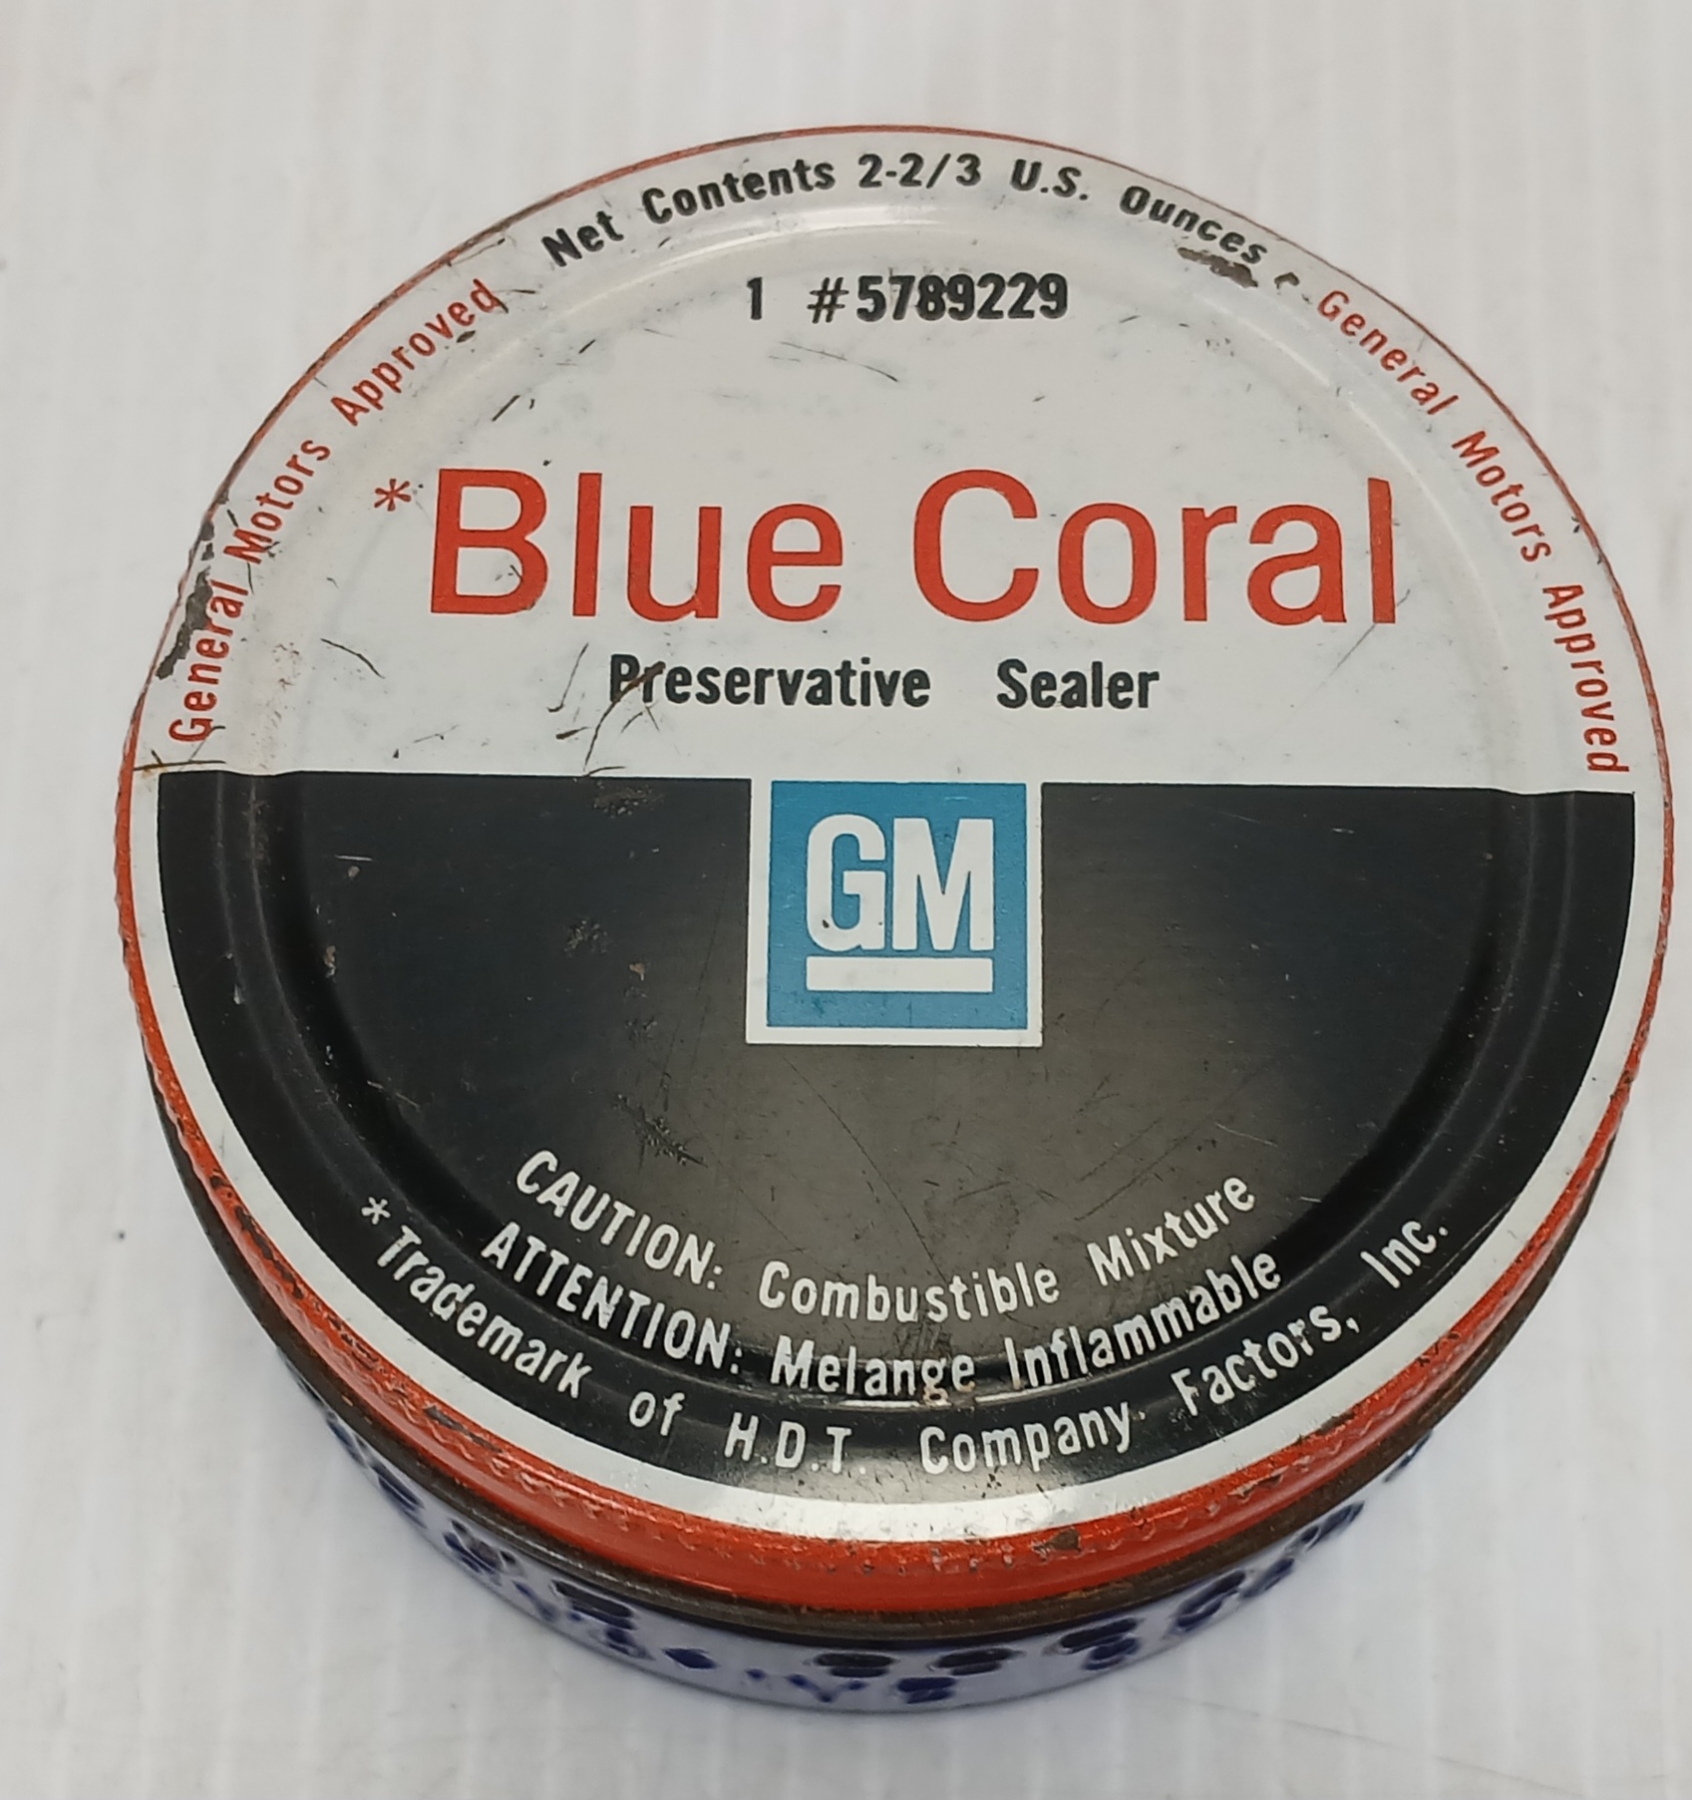 Net Contents 2-2/3 U.S. Ounces
General Motors Approved
General Motors Approved
1 #5789229
*Blue Coral
Preservative Sealer
GM
CAUTION: Combustible Mixture
ATTENTION: Melange Inflammable
*Trademark of H.D.T. Company Factors, Inc.